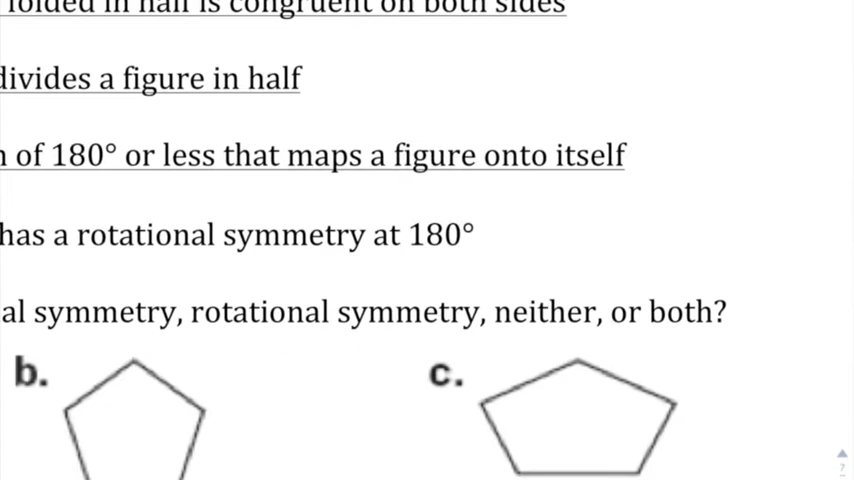 folded in half is congruent on both sides
divides a figure in half
n of 180° or less that maps a figure onto itself
has a rotational symmetry at 180°
al symmetry, rotational symmetry, neither, or both?
b.
c.
7